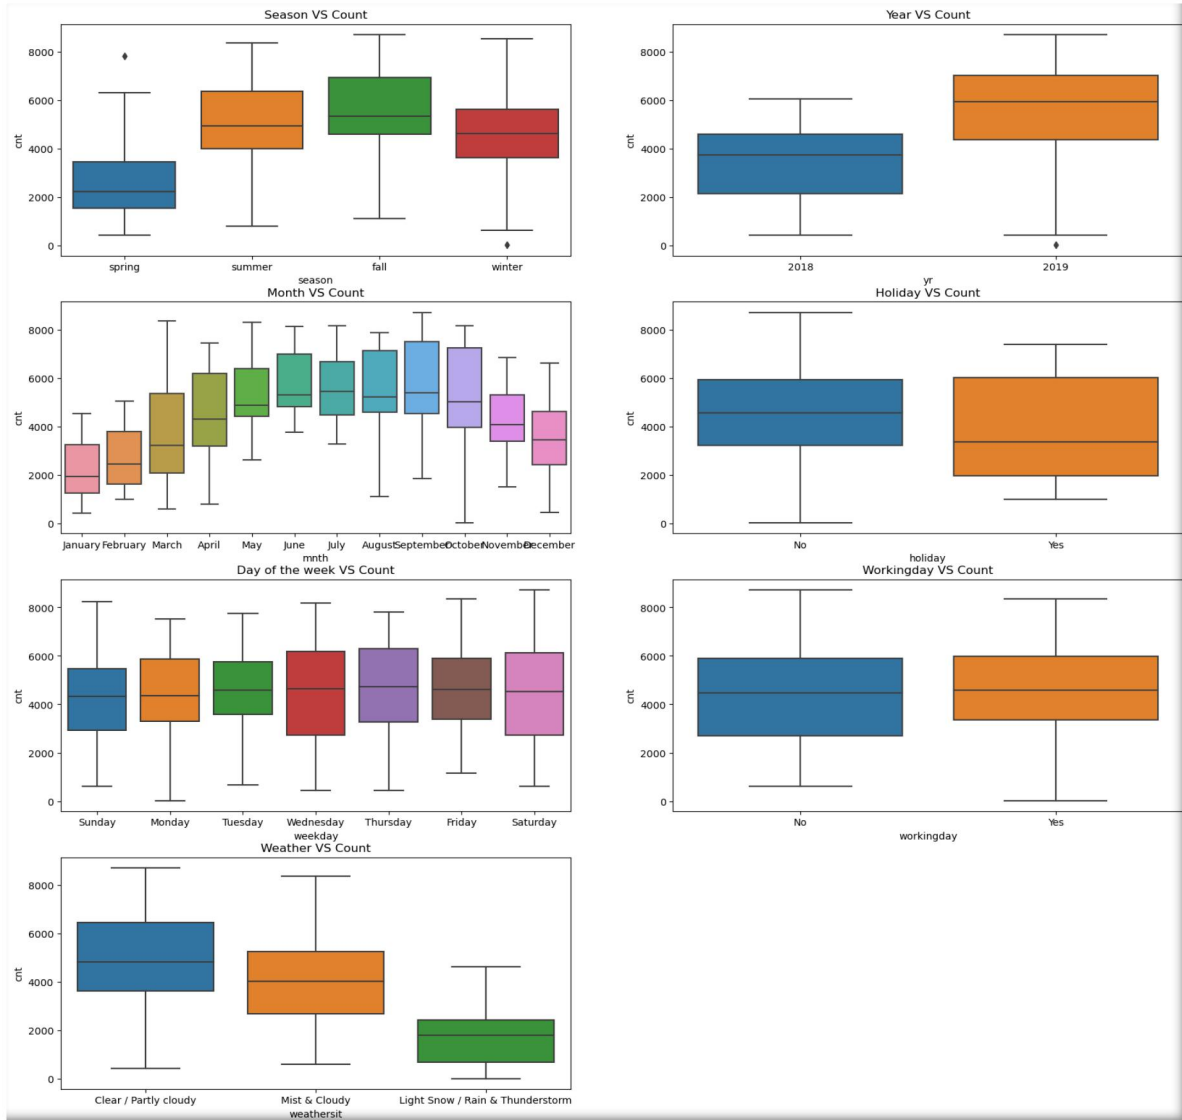 Season VS Count
8000
6000
4000
2000
0
cnt
spring summer fall winter
season
Year VS Count
8000
6000
4000
2000
0
cnt
2018 2019
yr
Month VS Count
8000
6000
4000
2000
0
cnt
January February March April May June July August September October November December
mnth
Holiday VS Count
8000
6000
4000
2000
0
cnt
No Yes
holiday
Day of the week VS Count
8000
6000
4000
2000
0
cnt
Sunday Monday Tuesday Wednesday Thursday Friday Saturday
weekday
Workingday VS Count
8000
6000
4000
2000
0
cnt
No Yes
workingday
Weather VS Count
8000
6000
4000
2000
0
cnt
Clear / Partly cloudy Mist & Cloudy Light Snow / Rain & Thunderstorm
weathersit